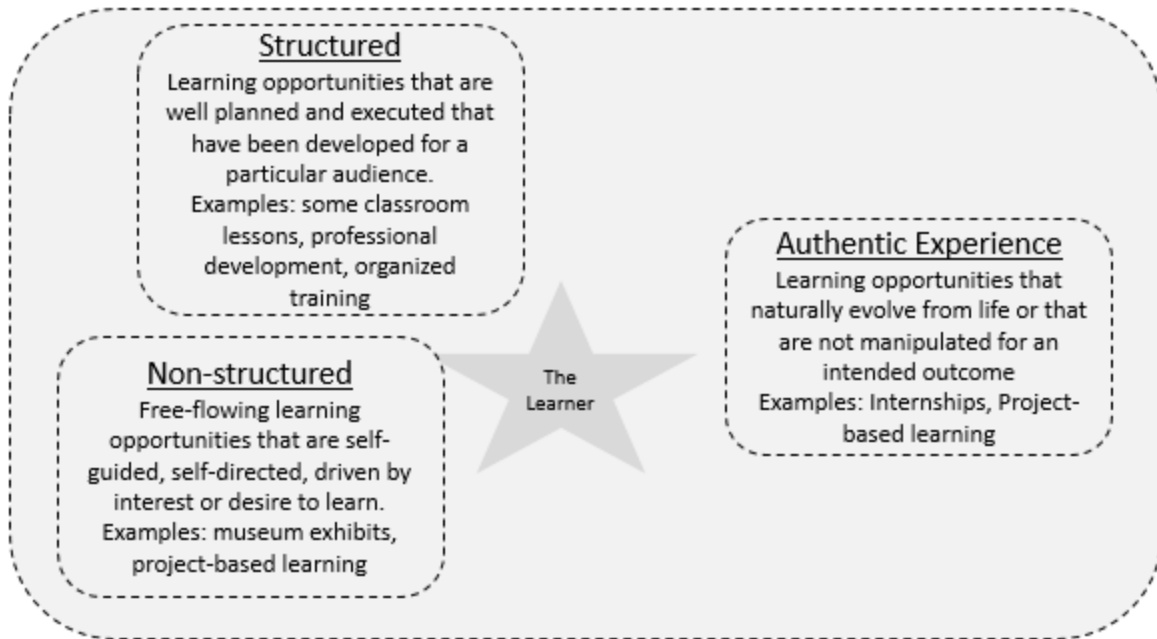 Structured
Learning opportunities that are
well planned and executed that
have been developed for a
particular audience.
Examples: some classroom
lessons, professional
development, organized
training
Non-structured
Free-flowing learning
opportunities that are self-
guided, self-directed, driven by
interest or desire to learn.
Examples: museum exhibits,
project-based learning
The
Learner
Authentic Experience
Learning opportunities that
naturally evolve from life or that
are not manipulated for an
intended outcome
Examples: Internships, Project-
based learning